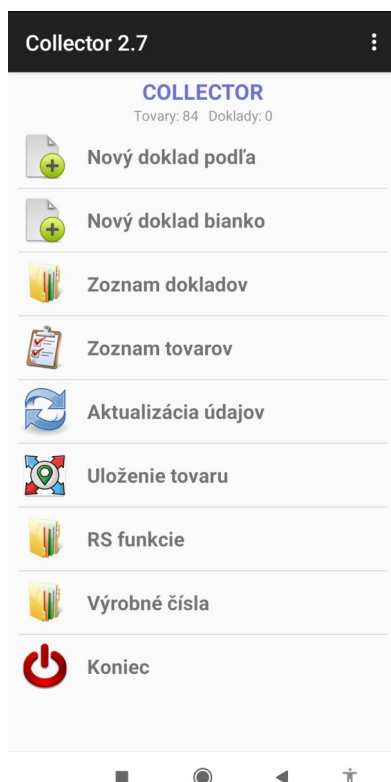 Collector 2.7
COLLECTOR
Tovary: 84 Doklady: 0
Nový doklad podľa
Nový doklad bianko
Zoznam dokladov
Zoznam tovarov
Aktualizácia údajov
Uloženie tovaru
RS funkcie
Výrobné čísla
Koniec